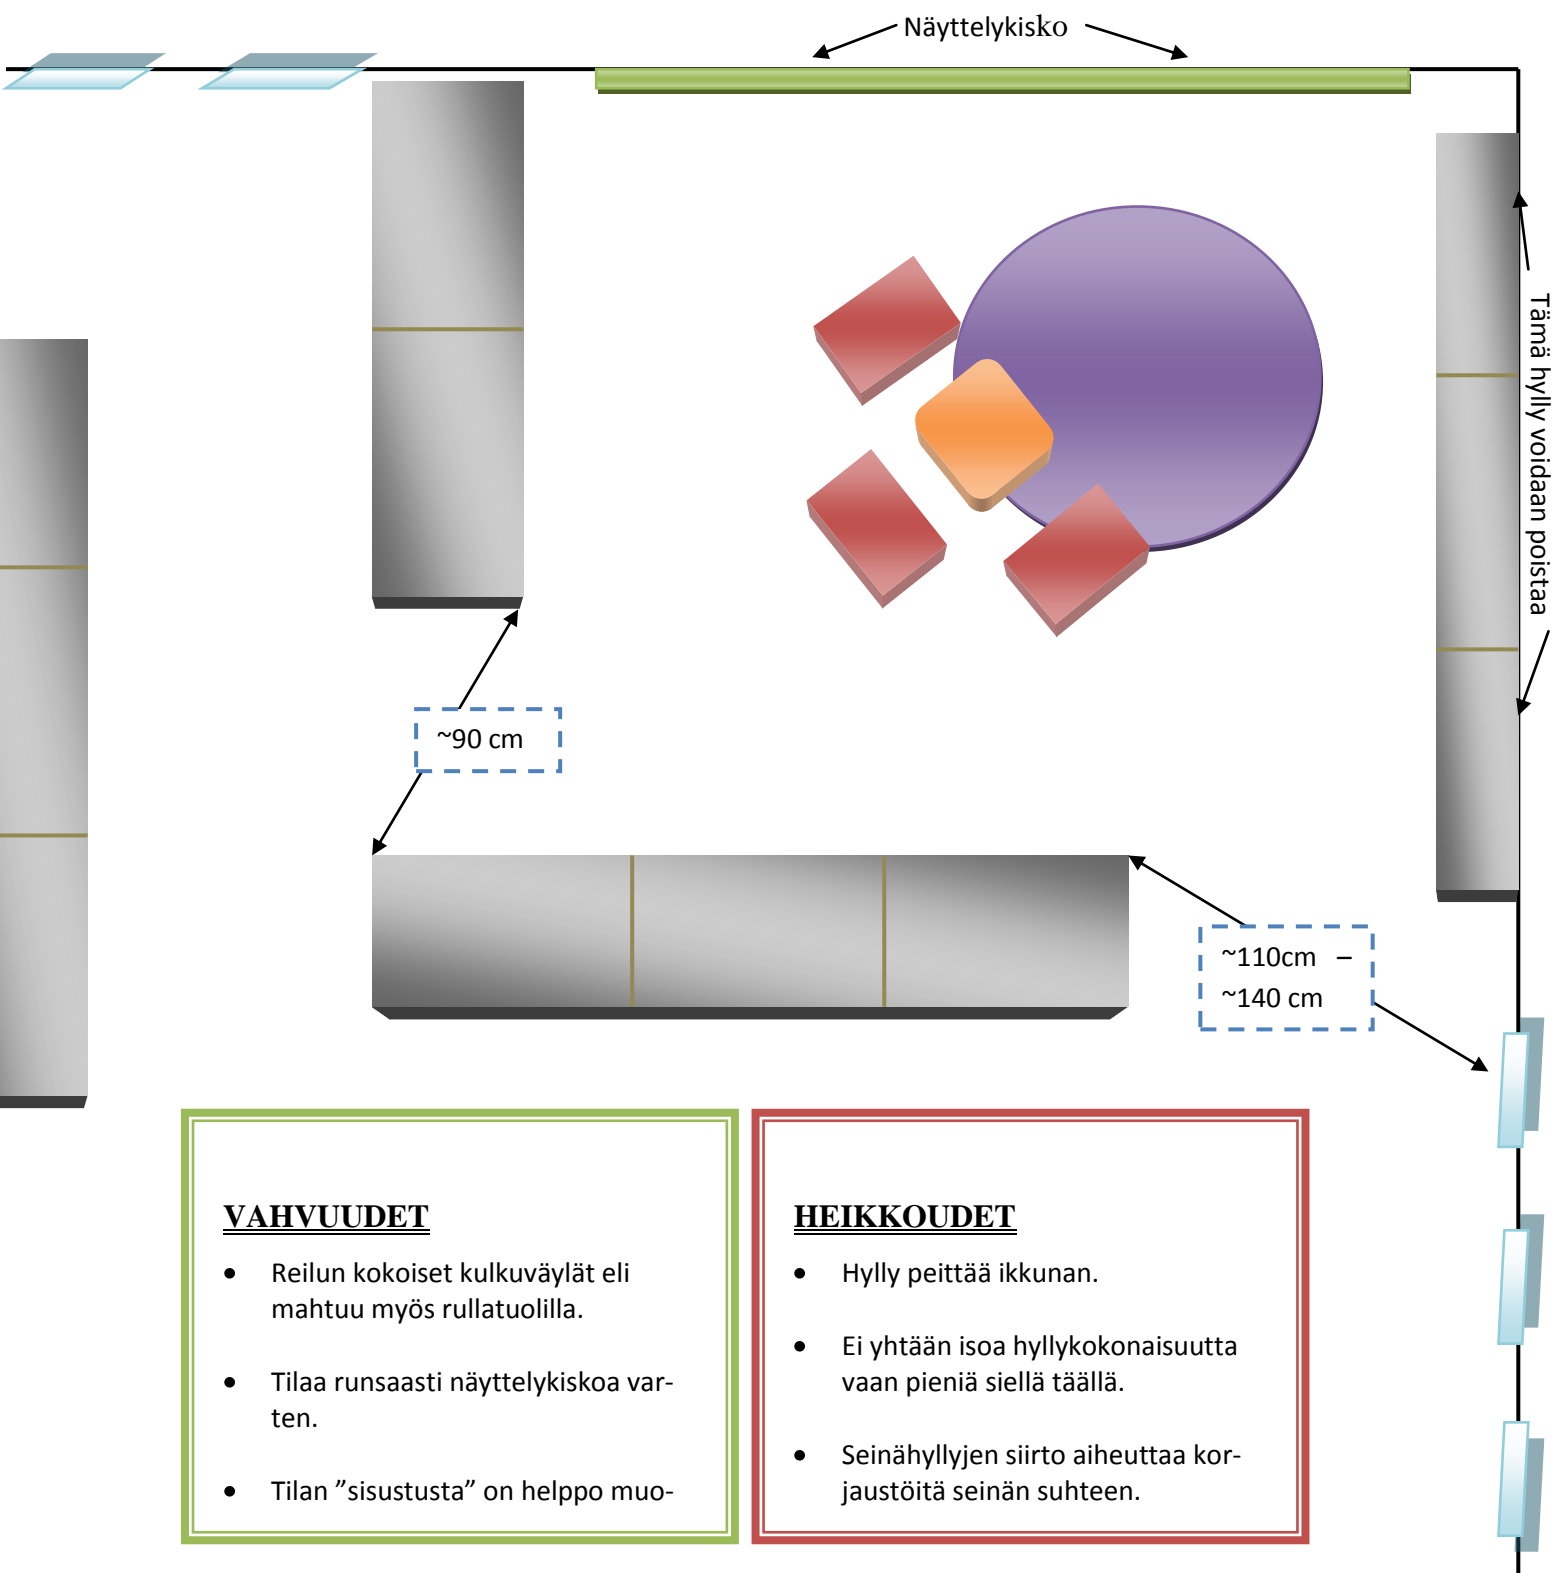 Näyttelykisko
Tämä hylly voidaan poistaa
~90 cm
~110cm –
~140 cm
VAHVUUDET
• Reilun kokoiset kulkuväylät eli
mahtuu myös rullatuolilla.
• Tilaa runsaasti näyttelykiskoa var-
ten.
• Tilan ”sisustusta” on helppo muo-
HEIKKOUDET
• Hylly peittää ikkunan.
• Ei yhtään isoa hyllykokonaisuutta
vaan pieniä siellä täällä.
• Seinähyllyjen siirto aiheuttaa kor-
jaustöitä seinän suhteen.